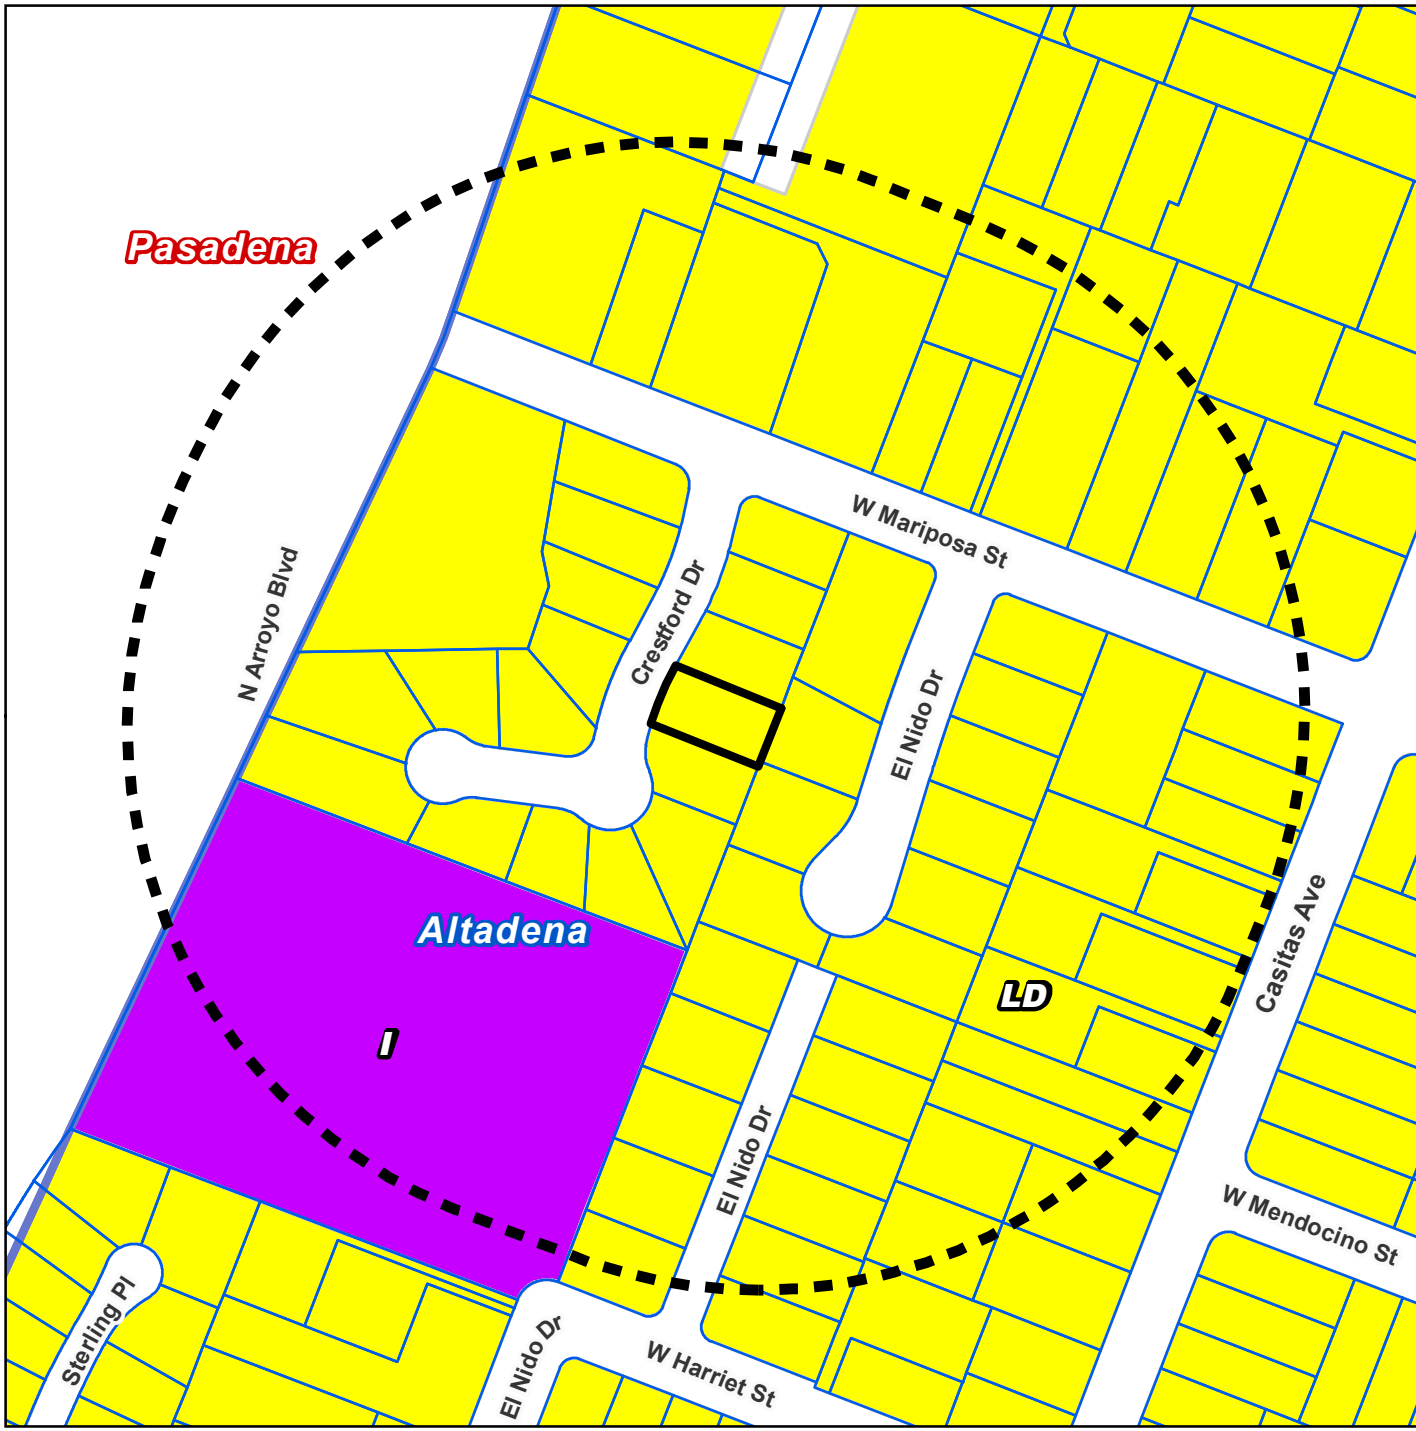 Pasadena
W Mariposa St
N Arroyo Blvd
Crestford Dr
El Nido Dr
Altadena
Casitas Ave
LD
I
El Nido Dr
W Mendocino St
Sterling Pl
El Nido Dr
W Harriet St